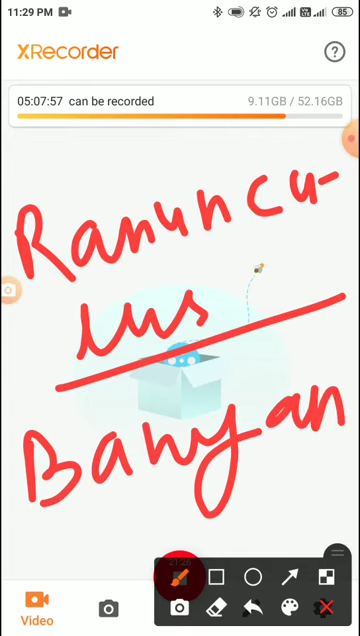 11:29 PM
85
XRecorder
?
05:07:57 can be recorded 9.11GB / 52.16GB
Ranuncu-
lus
Banyan
Video